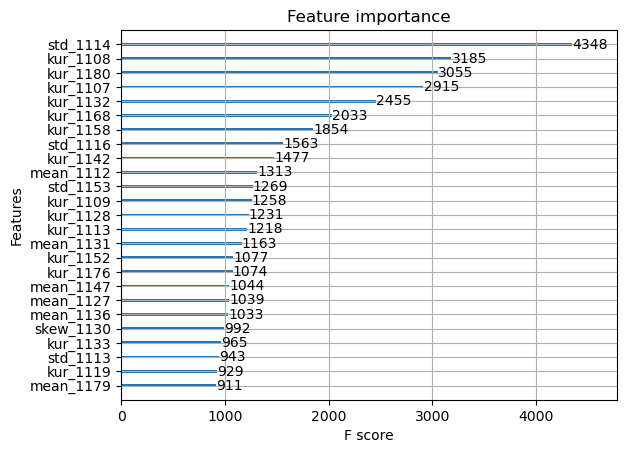 Feature importance
std_1114 4348
kur_1108 3185
kur_1180 3055
kur_1107 2915
kur_1132 2455
kur_1168 2033
kur_1158 1854
std_1116 1563
kur_1142 1477
mean_1112 1313
std_1153 1269
kur_1109 1258
kur_1128 1231
kur_1113 1218
mean_1131 1163
kur_1152 1077
kur_1176 1074
mean_1147 1044
mean_1127 1039
mean_1136 1033
skew_1130 992
kur_1133 965
std_1113 943
kur_1119 929
mean_1179 911
Features
0 1000 2000 3000 4000
F score